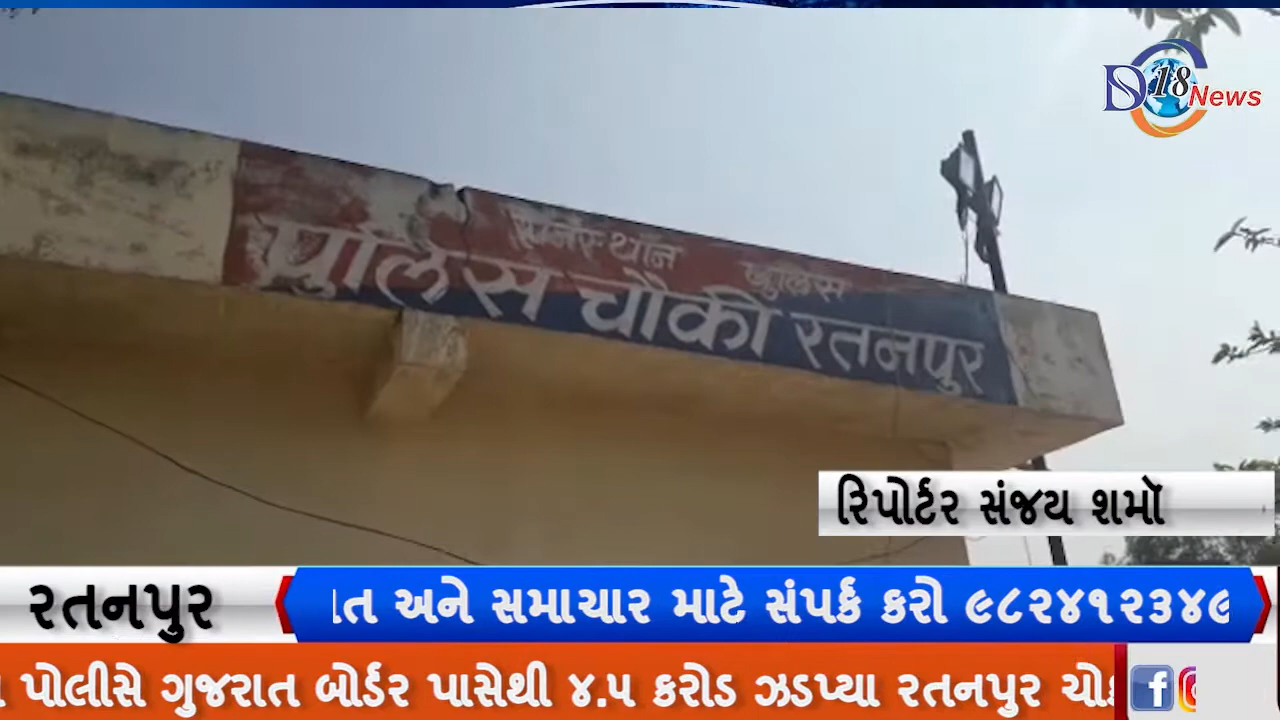 DS 18 News
राजस्थान पुलिस
पुलिस चौकी रतनपुर
રિપોર્ટર સંજય શર્મા
રતનપુર
અને સમાચાર માટે સંપર્ક કરો ૯૮૨૪૧૨૩૪૯
પોલીસે ગુજરાત બોર્ડર પાસેથી ૪.૫ કરોડ ઝડપ્યા રતનપુર